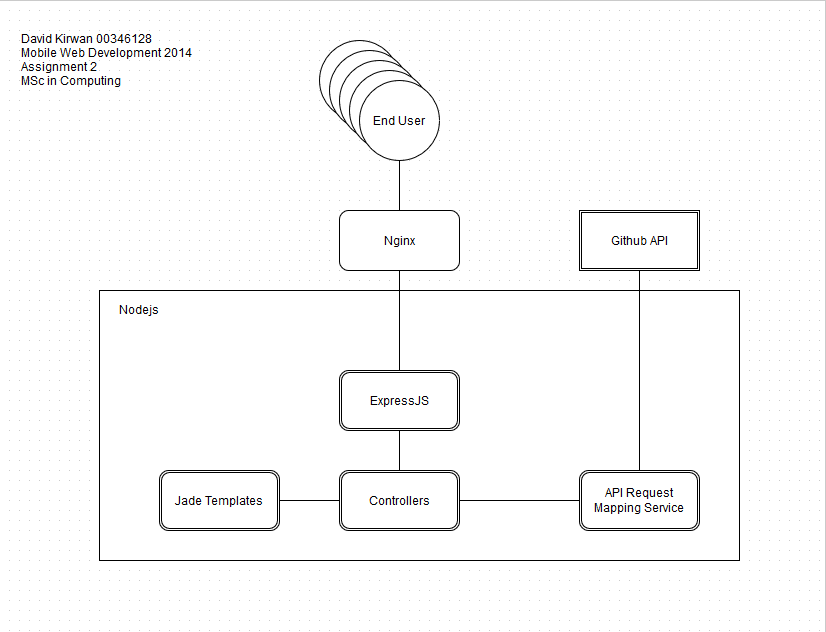 David Kirwan 00346128
Mobile Web Development 2014
Assignment 2
MSc in Computing
End User
Nginx
Github API
Nodejs
ExpressJS
Jade Templates
Controllers
API Request
Mapping Service